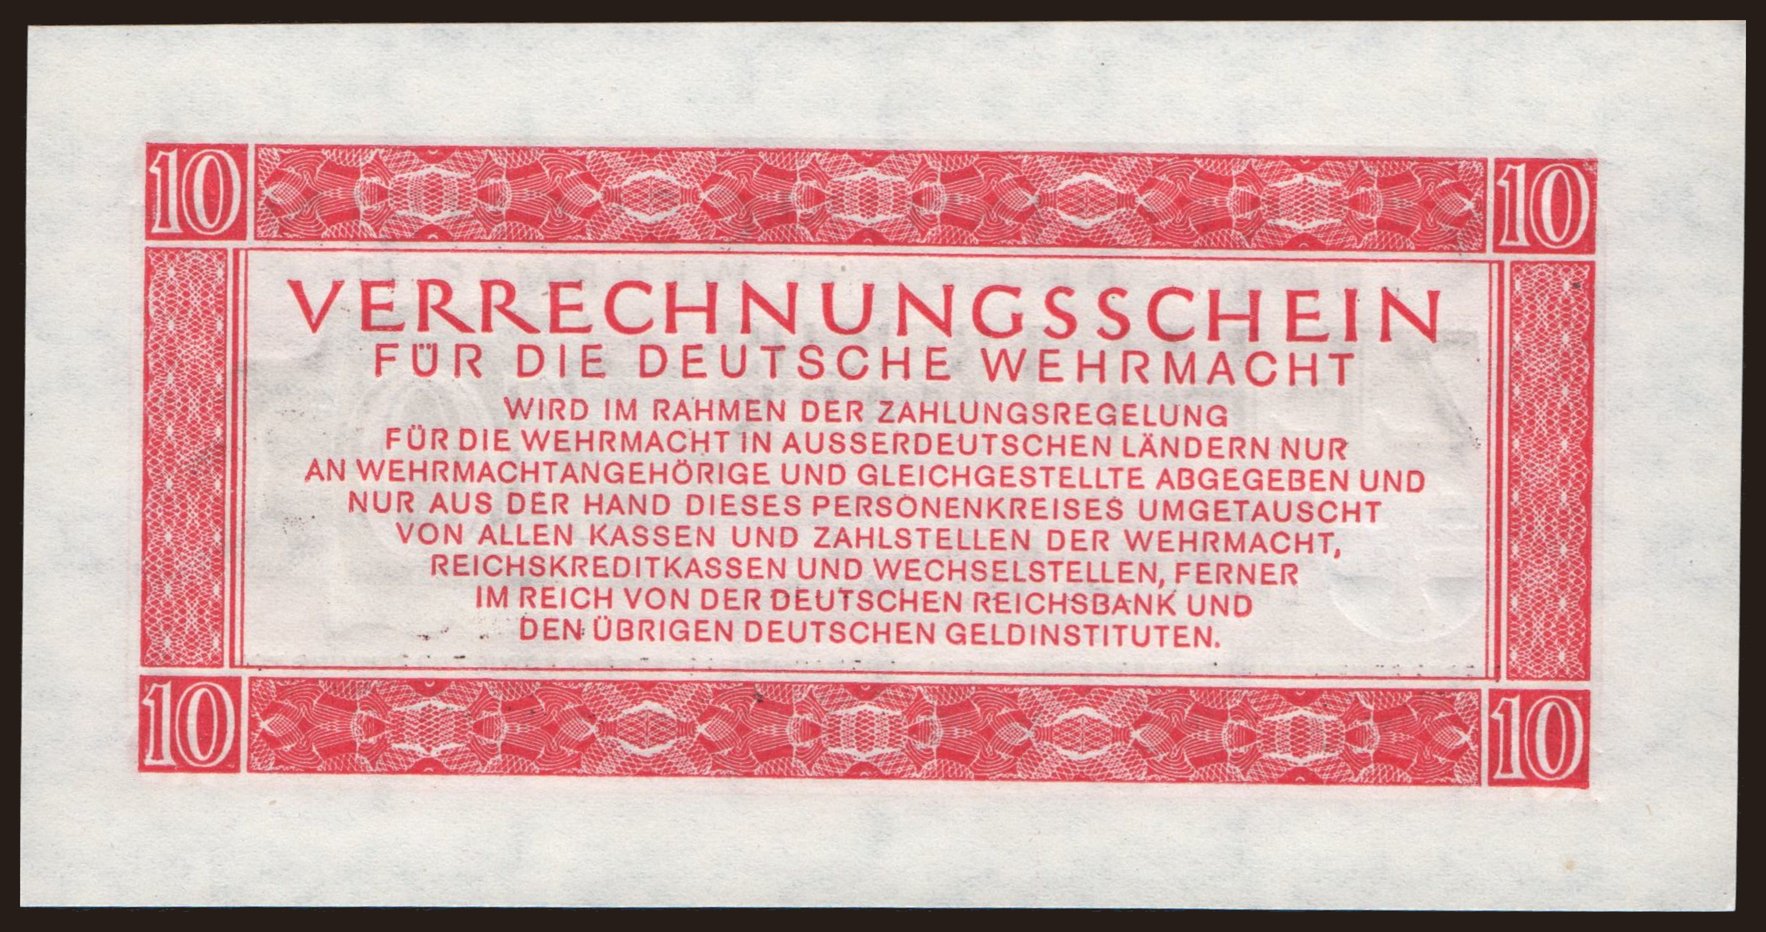 10 10
VERRECHNUNGSSCHEIN
FÜR DIE DEUTSCHE WEHRMACHT
WIRD IM RAHMEN DER ZAHLUNGSREGELUNG
FÜR DIE WEHRMACHT IN AUSSERDEUTSCHEN LÄNDERN NUR
AN WEHRMACHTANGEHÖRIGE UND GLEICHGESTELLTE ABGEGEBEN UND
NUR AUS DER HAND DIESES PERSONENKREISES UMGETAUSCHT
VON ALLEN KASSEN UND ZAHLSTELLEN DER WEHRMACHT,
REICHSKREDITKASSEN UND WECHSELSTELLEN, FERNER
IM REICH VON DER DEUTSCHEN REICHSBANK UND
DEN ÜBRIGEN DEUTSCHEN GELDINSTITUTEN.
10 10